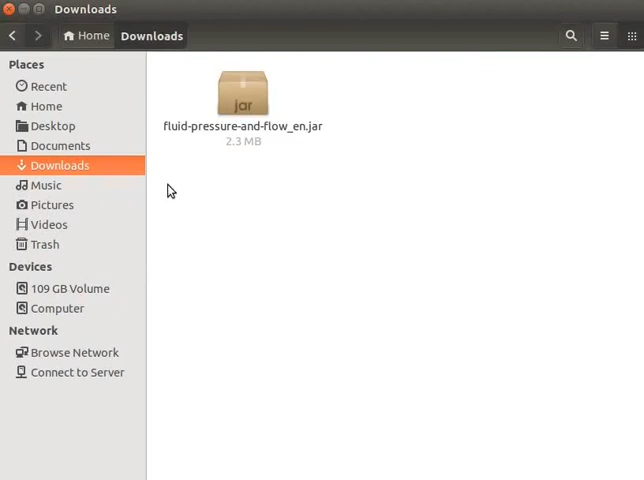 Downloads
Home
Downloads
Places
Recent
Home
Desktop
Documents
Downloads
Music
Pictures
Videos
Trash
Devices
109 GB Volume
Computer
Network
Browse Network
Connect to Server
jar
fluid-pressure-and-flow_en.jar
2.3 MB